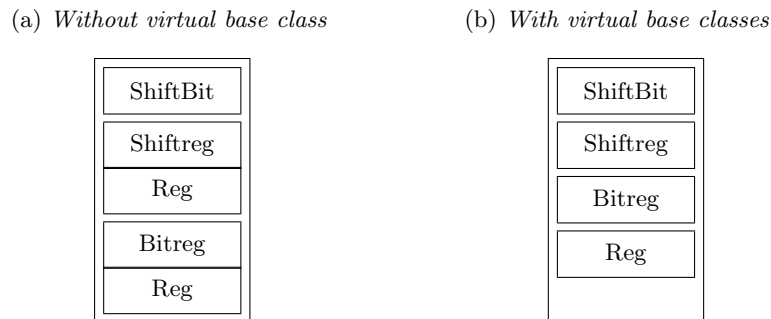 (a) Without virtual base class
ShiftBit
Shiftreg
Reg
Bitreg
Reg
(b) With virtual base classes
ShiftBit
Shiftreg
Bitreg
Reg